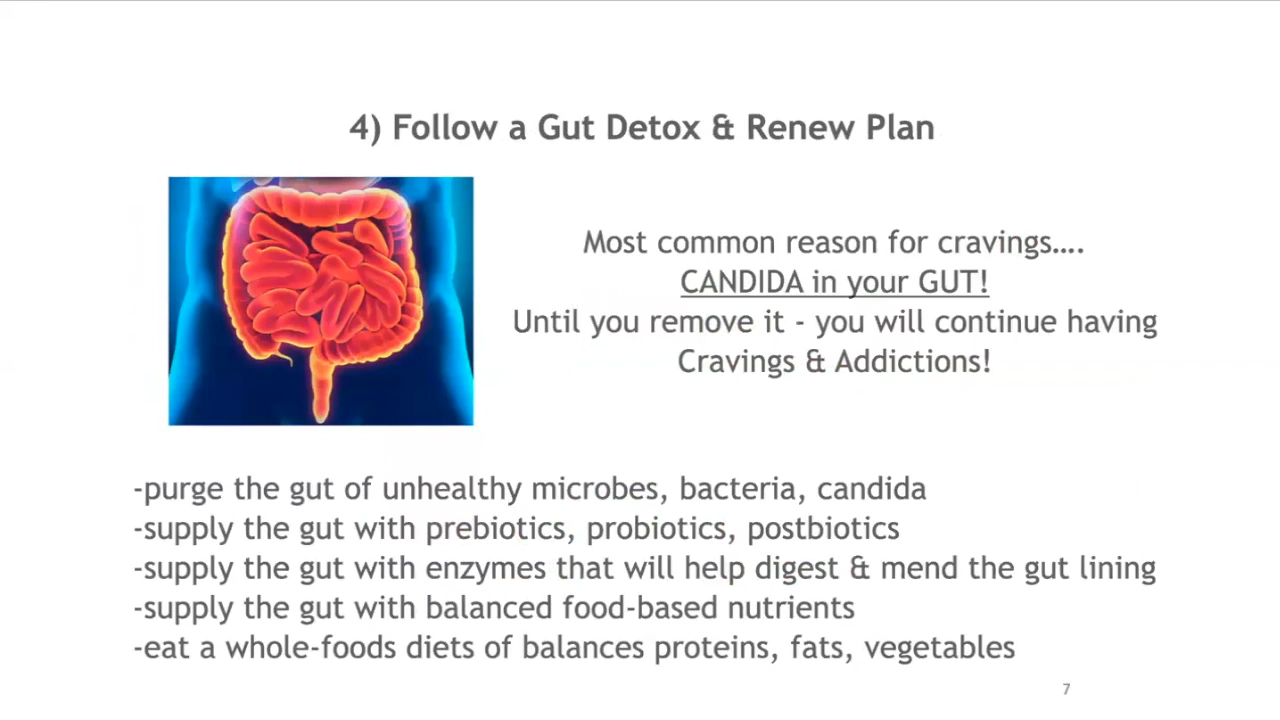 4) Follow a Gut Detox & Renew Plan
Most common reason for cravings....
CANDIDA in your GUT!
Until you remove it - you will continue having
Cravings & Addictions!
-purge the gut of unhealthy microbes, bacteria, candida
-supply the gut with prebiotics, probiotics, postbiotics
-supply the gut with enzymes that will help digest & mend the gut lining
-supply the gut with balanced food-based nutrients
-eat a whole-foods diets of balances proteins, fats, vegetables
7